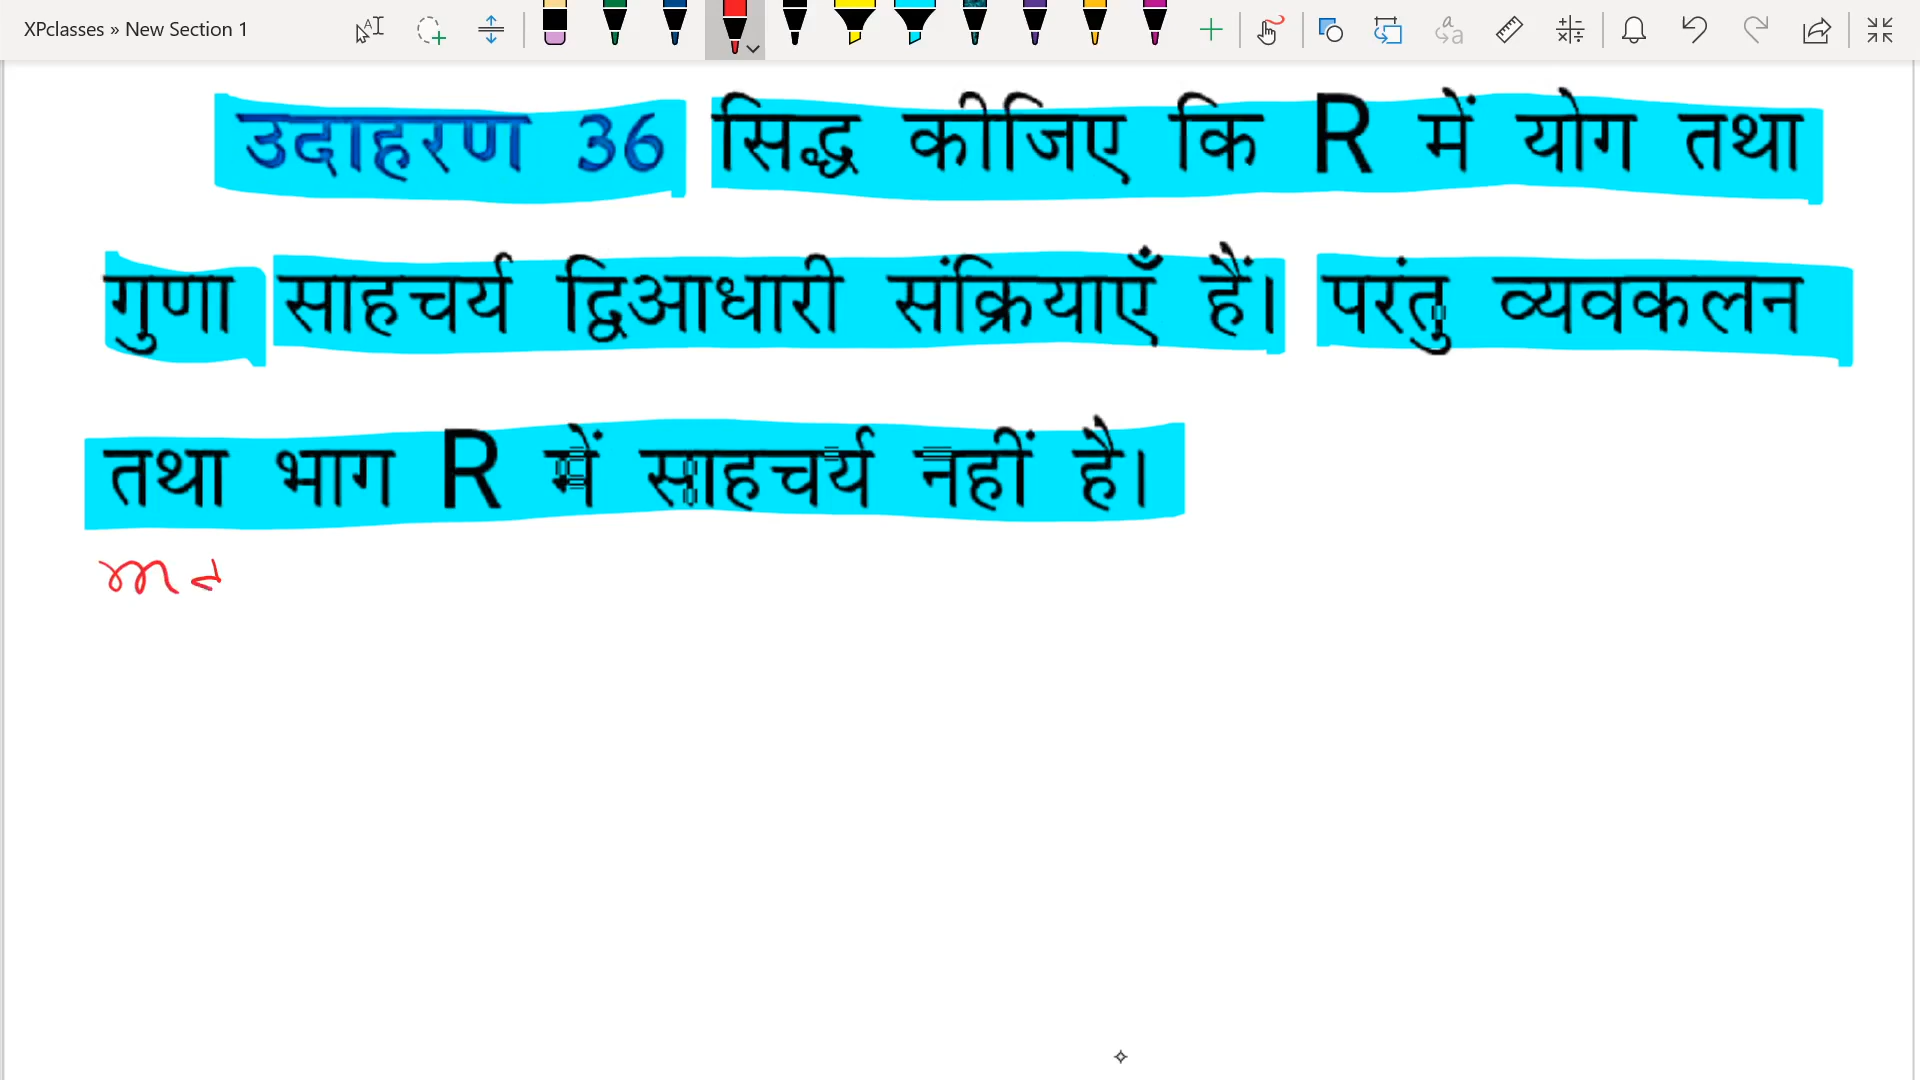 XPclasses » New Section 1
उदाहरण 36 सिद्ध कीजिए कि R में योग तथा
गुणा साहचर्य द्विआधारी संक्रियाएँ हैं। परंतु व्यवकलन
तथा भाग R में साहचर्य नहीं है।